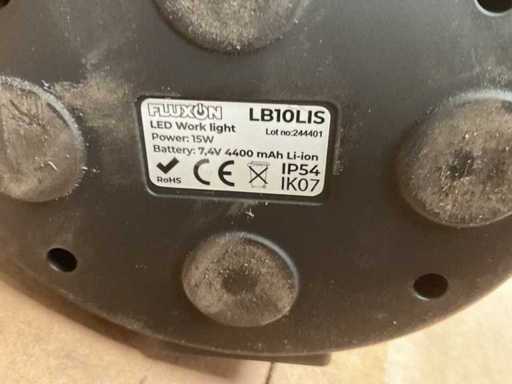 FLUXON
LB10LIS
LED Work light
Lot no:244401
Power: 15W
Battery: 7,4V 4400 mAh Li-ion
RoHS
CE
IP54
IK07